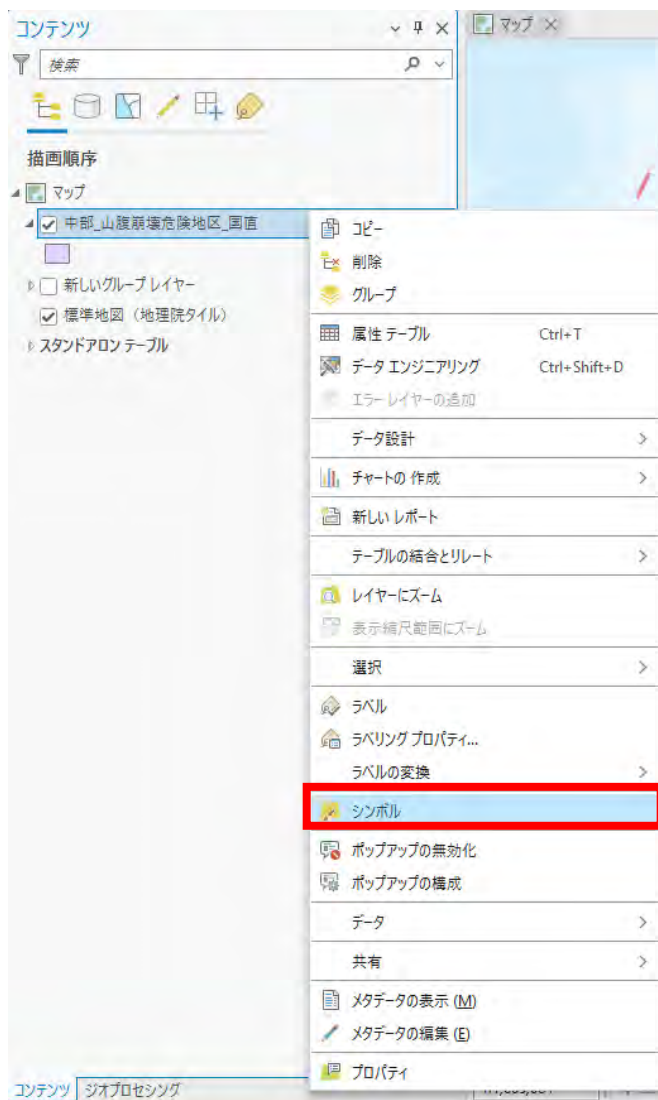 コンテンツ
マップ
検索
描画順序
マップ
中部_山腹崩壊危険地区_国直
新しいグループ レイヤー
標準地図（地理院タイル）
スタンドアロン テーブル
コピー
削除
グループ
属性 テーブル Ctrl+T
データ エンジニアリング Ctrl+Shift+D
エラー レイヤーの追加
データ設計
チャートの 作成
新しい レポート
テーブルの結合とリレート
レイヤーにズーム
表示縮尺範囲にズーム
選択
ラベル
ラベリング プロパティ...
ラベルの変換
シンボル
ポップアップの無効化
ポップアップの構成
データ
共有
メタデータの表示 (M)
メタデータの編集 (E)
プロパティ
コンテンツ ジオプロセシング